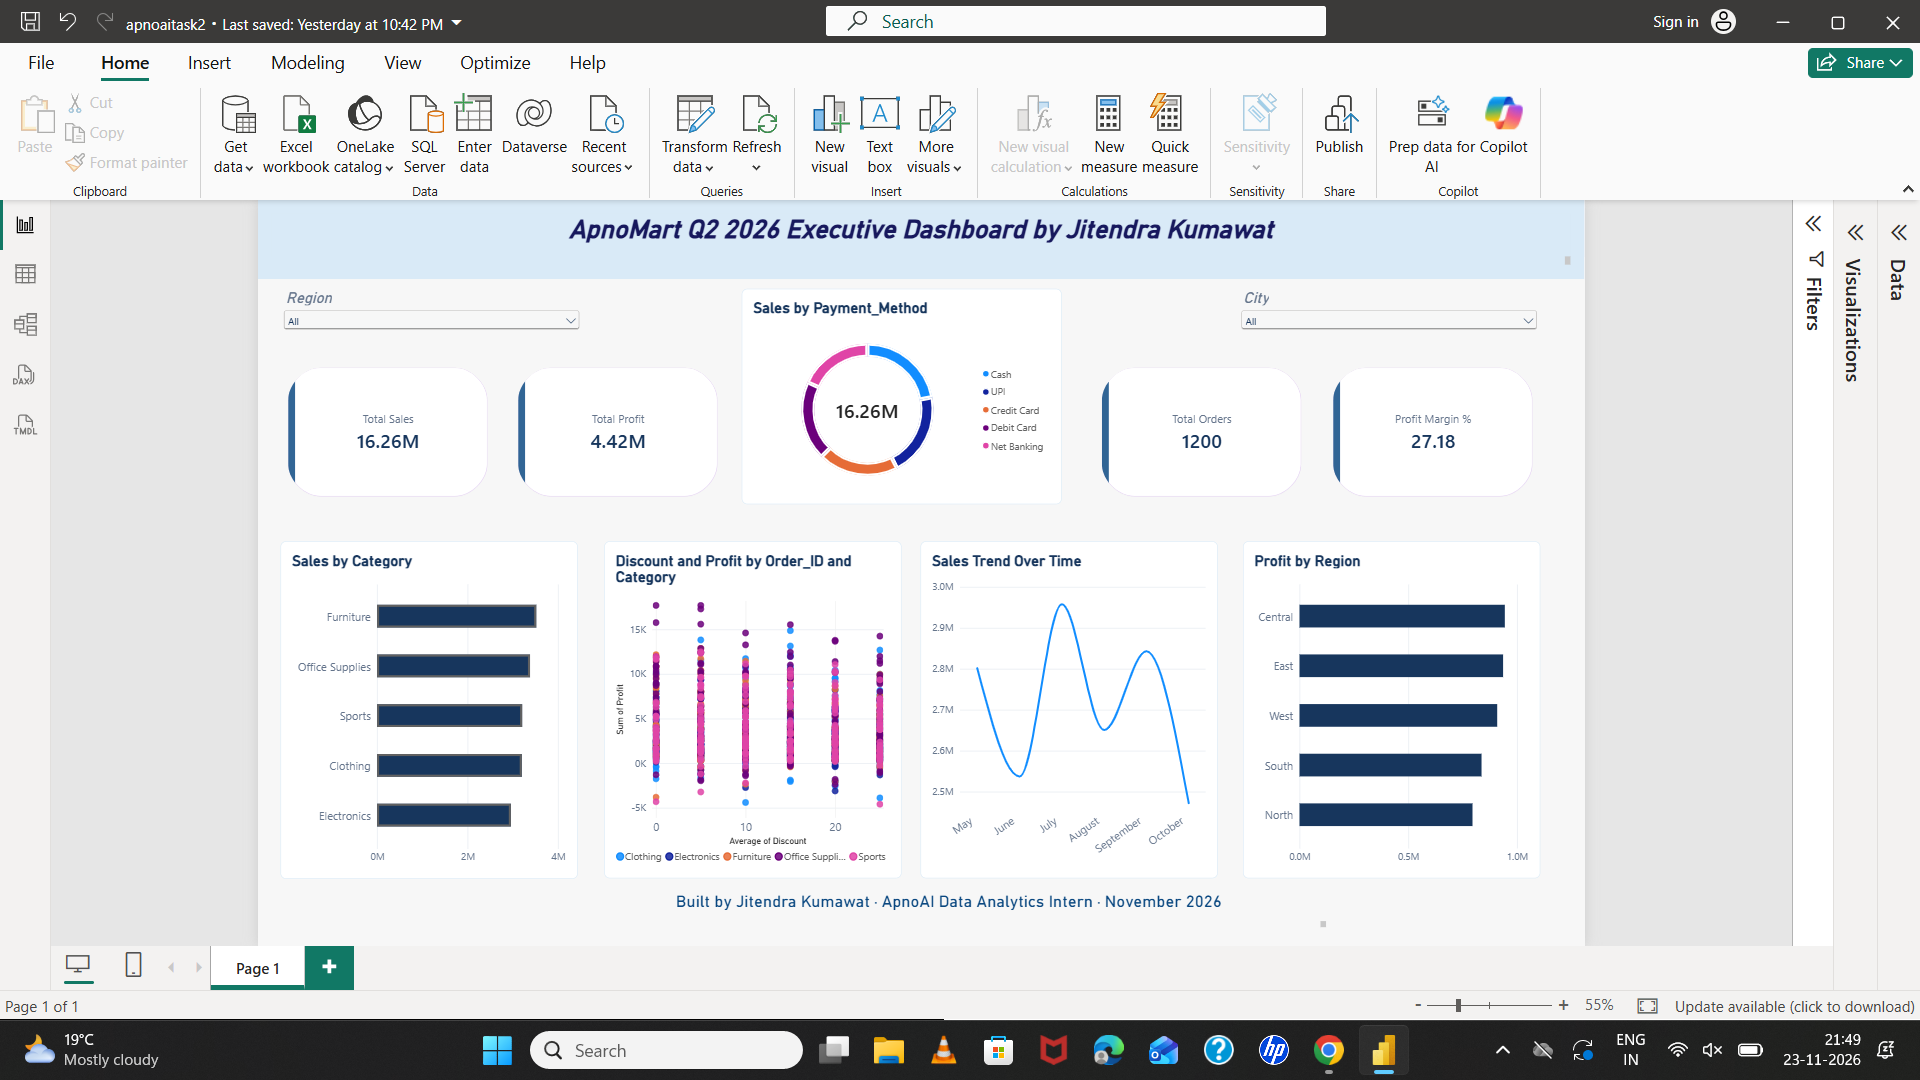 apnoaitask2 • Last saved: Yesterday at 10:42 PM
Search
Sign in
File Home Insert Modeling View Optimize Help
Share
Paste
Cut
Copy
Format painter
Clipboard
Get data
Excel workbook
OneLake catalog
SQL Server
Enter data
Dataverse
Recent sources
Data
Transform data
Refresh
Queries
New visual
Text box
More visuals
Insert
New visual calculation
New measure
Quick measure
Calculations
Sensitivity
Sensitivity
Publish
Share
Prep data for AI
Copilot
Copilot
DAX
TMDL
Filters
Visualizations
Data
ApnoMart Q2 2026 Executive Dashboard by Jitendra Kumawat
Region
All
City
All
Sales by Payment_Method
16.26M
Cash
UPI
Credit Card
Debit Card
Net Banking
Total Sales
16.26M
Total Profit
4.42M
Total Orders
1200
Profit Margin %
27.18
Sales by Category
Furniture
Office Supplies
Sports
Clothing
Electronics
0M 2M 4M
Discount and Profit by Order_ID and
Category
Sum of Profit
15K
10K
5K
0K
-5K
0 10 20
Average of Discount
Clothing Electronics Furniture Office Suppli... Sports
Sales Trend Over Time
3.0M
2.9M
2.8M
2.7M
2.6M
2.5M
May June July August September October
Profit by Region
Central
East
West
South
North
0.0M 0.5M 1.0M
Built by Jitendra Kumawat · ApnoAI Data Analytics Intern · November 2026
Page 1
+
Page 1 of 1
- + 55%
Update available (click to download)
19°C
Mostly cloudy
Search
hp
ENG
IN
21:49
23-11-2026